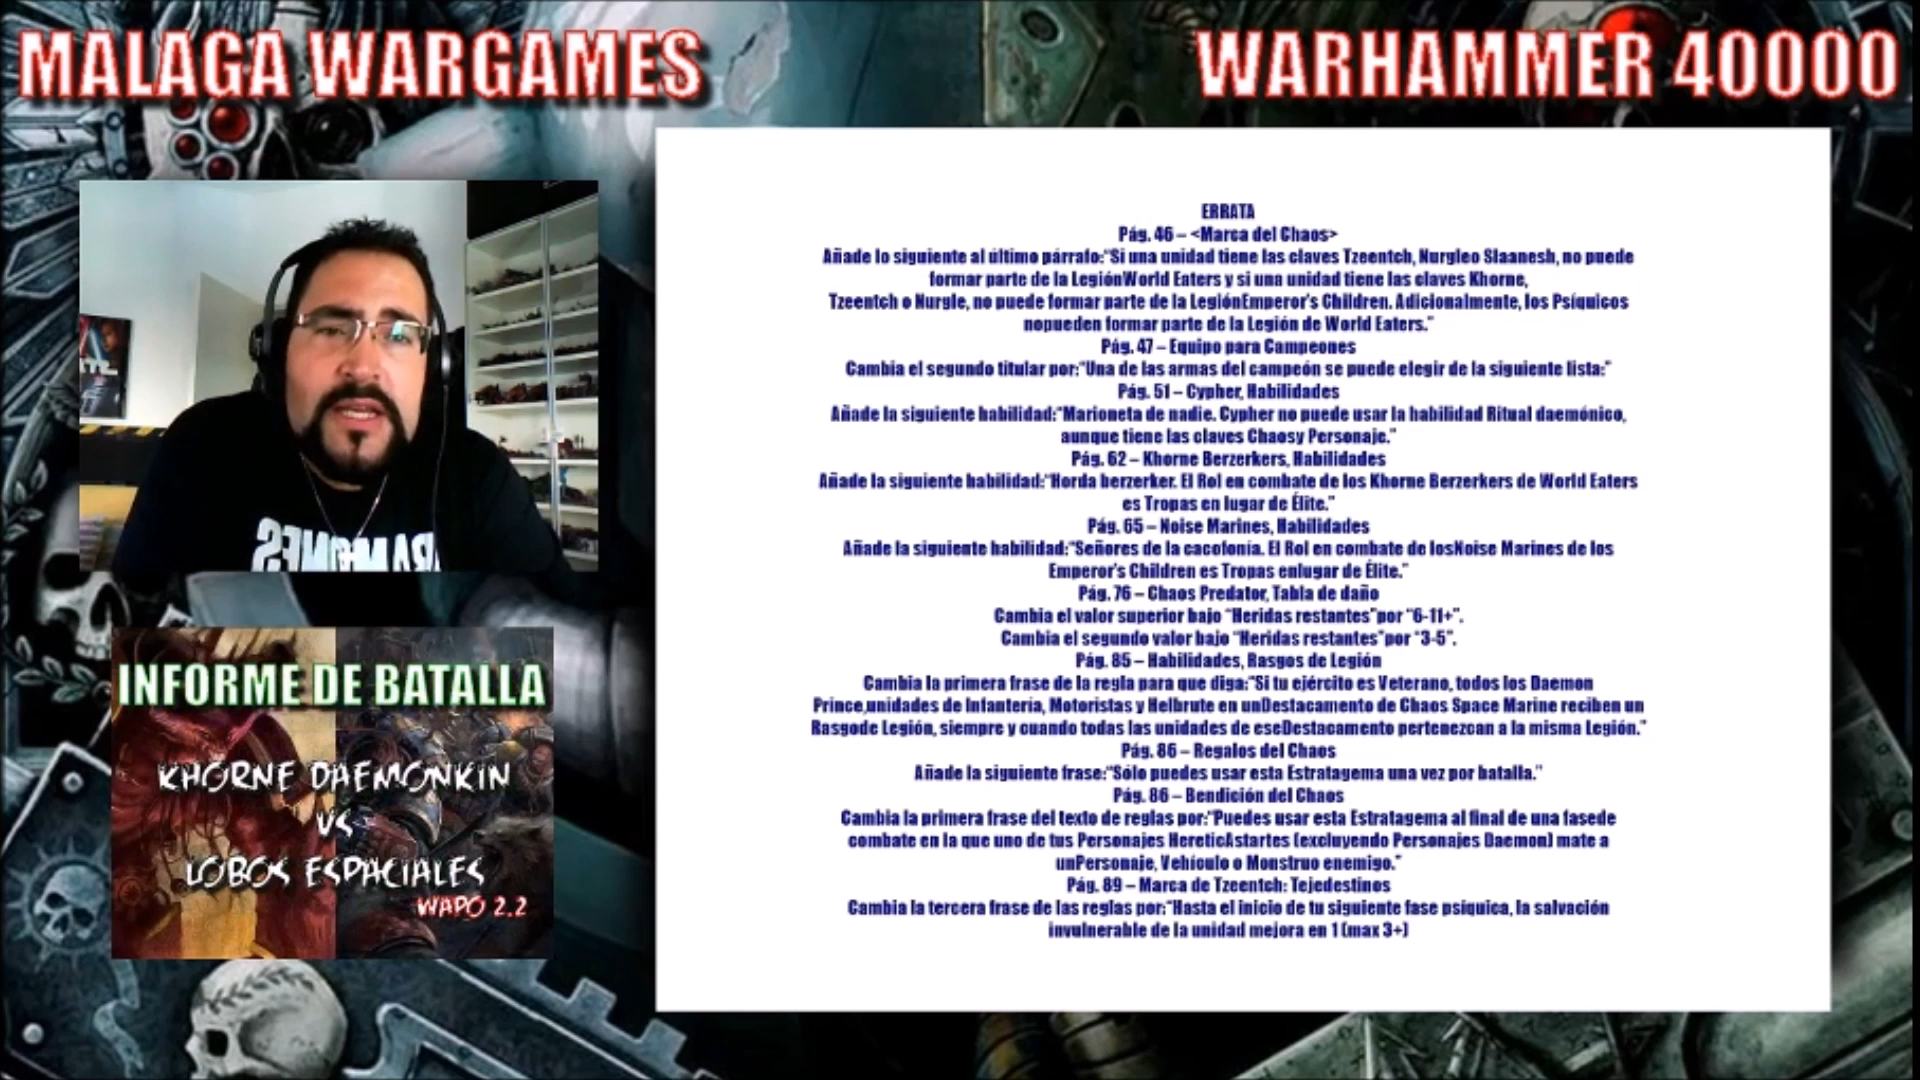 MALAGA WARGAMES
WARHAMMER 40000
ERRATA
Pág. 46 – <Marca del Chaos>
Añade lo siguiente al último párrafo:“Si una unidad tiene las claves Tzeentch, Nurgleo Slaanesh, no puede
formar parte de la LegiónWorld Eaters y si una unidad tiene las claves Khorne,
Tzeentch o Nurgle, no puede formar parte de la LegiónEmperor's Children. Adicionalmente, los Psíquicos
nopueden formar parte de la Legión de World Eaters.”
Pág. 47 – Equipo para Campeones
Cambia el segundo titular por:“Una de las armas del campeón se puede elegir de la siguiente lista:”
Pág. 51 – Cypher, Habilidades
Añade la siguiente habilidad:“Marioneta de nadie. Cypher no puede usar la habilidad Ritual daemónico,
aunque tiene las claves Chaosy Personaje.”
Pág. 62 – Khorne Berzerkers, Habilidades
Añade la siguiente habilidad:“Horda berzerker. El Rol en combate de los Khorne Berzerkers de World Eaters
es Tropas en lugar de Élite.”
Pág. 65 – Noise Marines, Habilidades
Añade la siguiente habilidad:“Señores de la cacofonía. El Rol en combate de losNoise Marines de los
Emperor's Children es Tropas enlugar de Élite.”
Pág. 76 – Chaos Predator, Tabla de daño
Cambia el valor superior bajo “Heridas restantes”por “6-11+”.
Cambia el segundo valor bajo “Heridas restantes”por “3-5”.
Pág. 85 – Habilidades, Rasgos de Legión
Cambia la primera frase de la regla para que diga:“Si tu ejército es Veterano, todos los Daemon
Prince,unidades de Infantería, Motoristas y Helbrute en unDestacamento de Chaos Space Marine reciben un
Rasgode Legión, siempre y cuando todas las unidades de eseDestacamento pertenezcan a la misma Legión.”
Pág. 86 – Regalos del Chaos
Añade la siguiente frase:“Sólo puedes usar esta Estratagema una vez por batalla.”
Pág. 86 – Bendición del Chaos
Cambia la primera frase del texto de reglas por:“Puedes usar esta Estratagema al final de una fasede
combate en la que uno de tus Personajes HereticAstartes (excluyendo Personajes Daemon) mate a
unPersonaje, Vehículo o Monstruo enemigo.”
Pág. 89 – Marca de Tzeentch: Tejedestinos
Cambia la tercera frase de las reglas por:“Hasta el inicio de tu siguiente fase psíquica, la salvación
invulnerable de la unidad mejora en 1 (max 3+)
RAMONES
INFORME DE BATALLA
KHORNE DAEMONKIN
VS
LOBOS ESPACIALES
WAPO 2.2